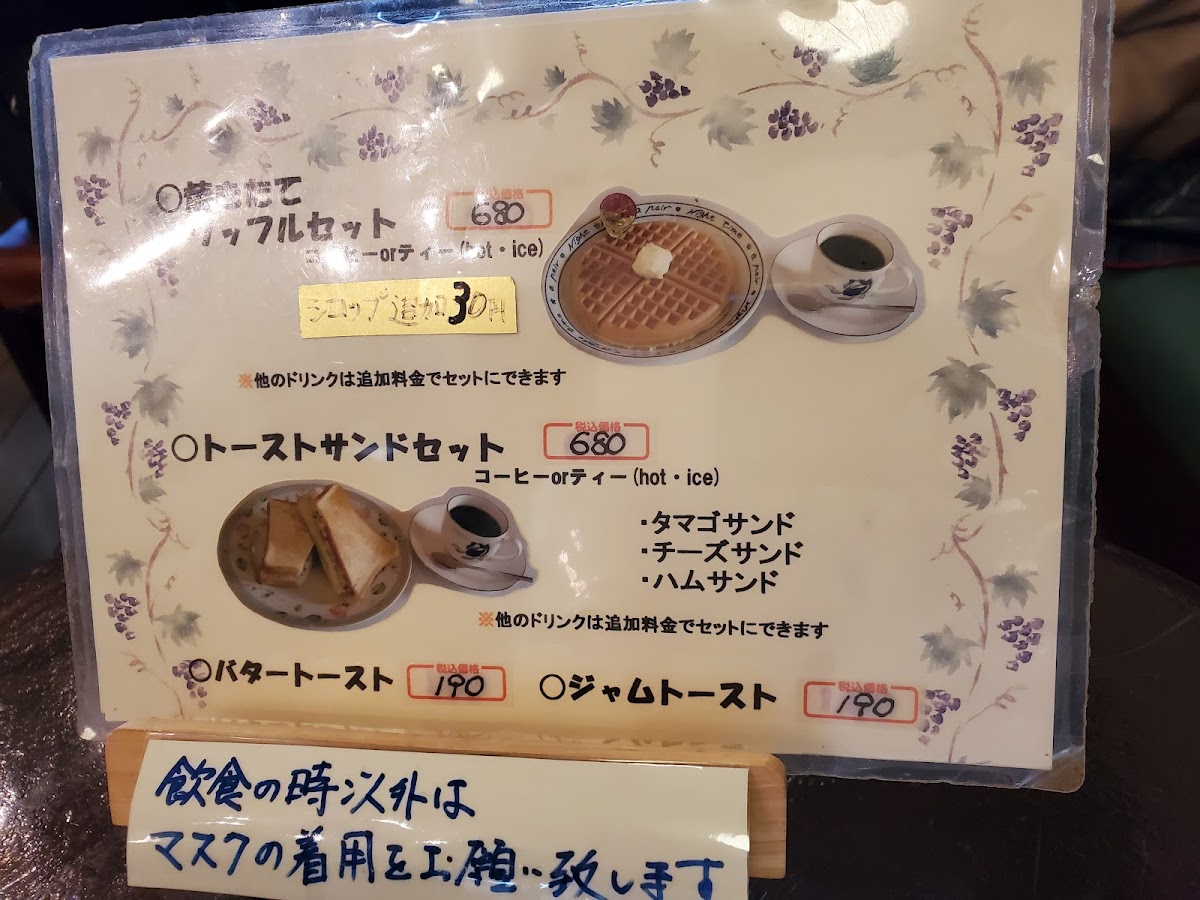 ○焼きたて
ワッフルセット
税込価格
680
コーヒーorティー(hot・ice)
シロップ追加30円
※他のドリンクは追加料金でセットにできます
○トーストサンドセット
税込価格
680
コーヒーorティー(hot・ice)
・タマゴサンド
・チーズサンド
・ハムサンド
※他のドリンクは追加料金でセットにできます
○バタートースト
税込価格
190
○ジャムトースト
税込価格
190
飲食の時以外は
マスクの着用をお願い致します